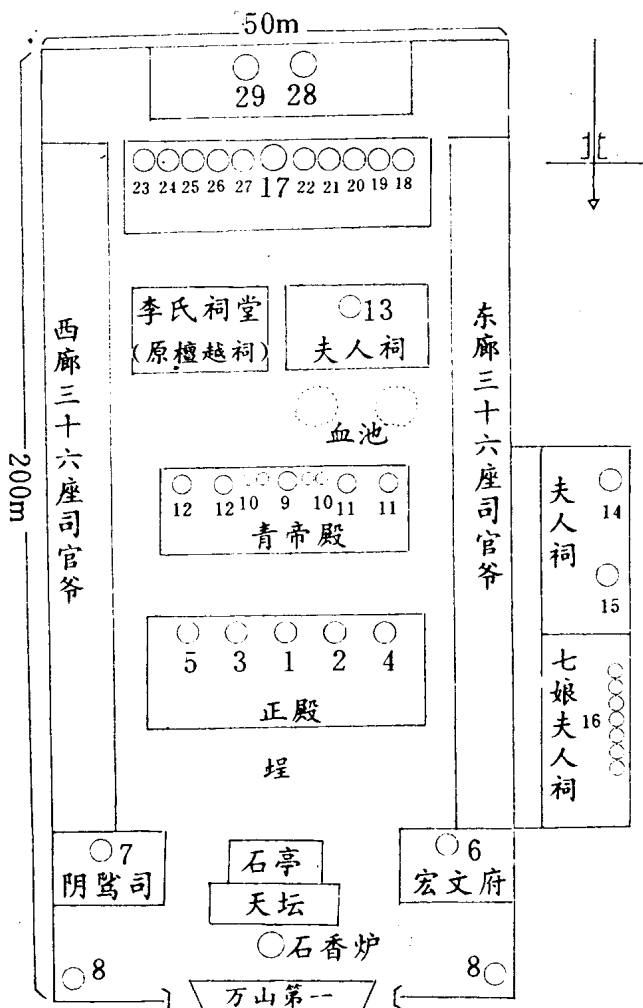 50m
29 28
23 24 25 26 27 17 22 21 20 19 18
李氏祠堂
(原檀越祠)
13
夫人祠
血池
西廊三十六座司官爷
东廊三十六座司官爷
200m
12 12 10 9 10 11 11
青帝殿
夫人祠
14
15
5 3 1 2 4
正殿
七娘夫人祠
16
埕
7
阴骘司
石亭
天坛
6
宏文府
石香炉
8
8
万山第一